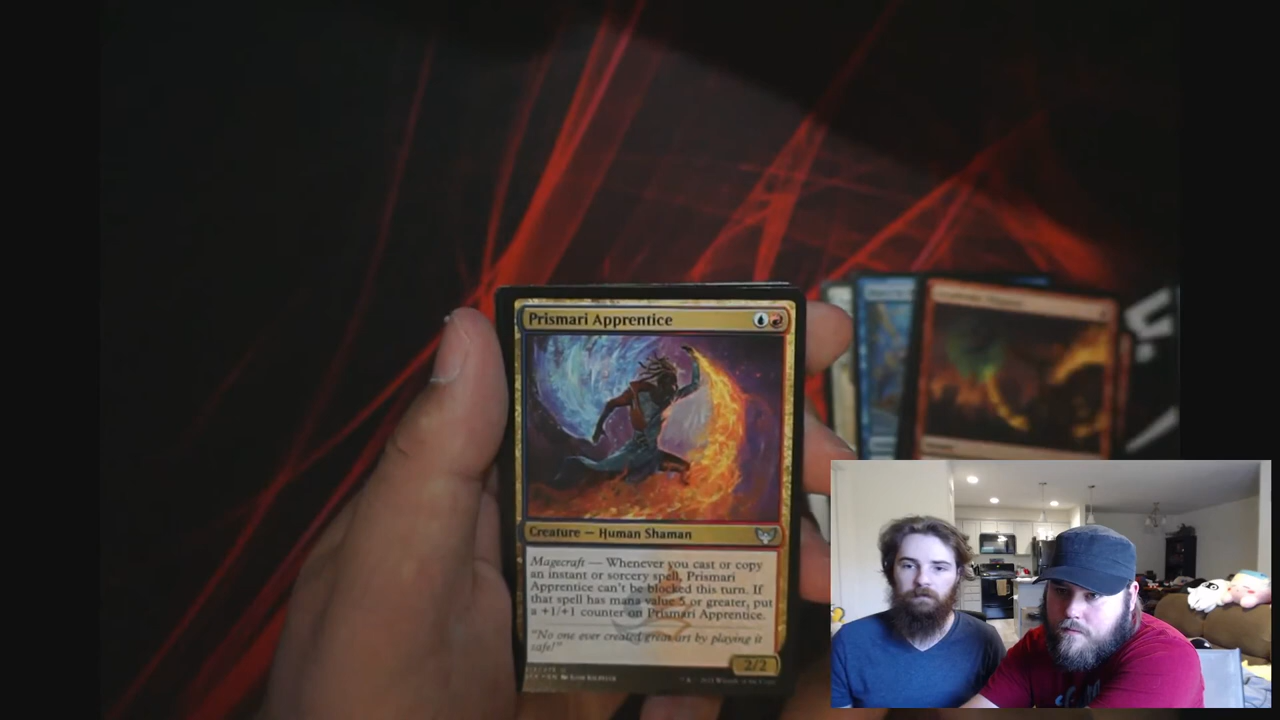 Prismari Apprentice
Creature — Human Shaman
Magecraft — Whenever you cast or copy
an instant or sorcery spell, Prismari
Apprentice can't be blocked this turn. If
that spell has mana value 5 or greater, put
a +1/+1 counter on Prismari Apprentice.
"No one ever created great art by playing it
safe!"
2/2